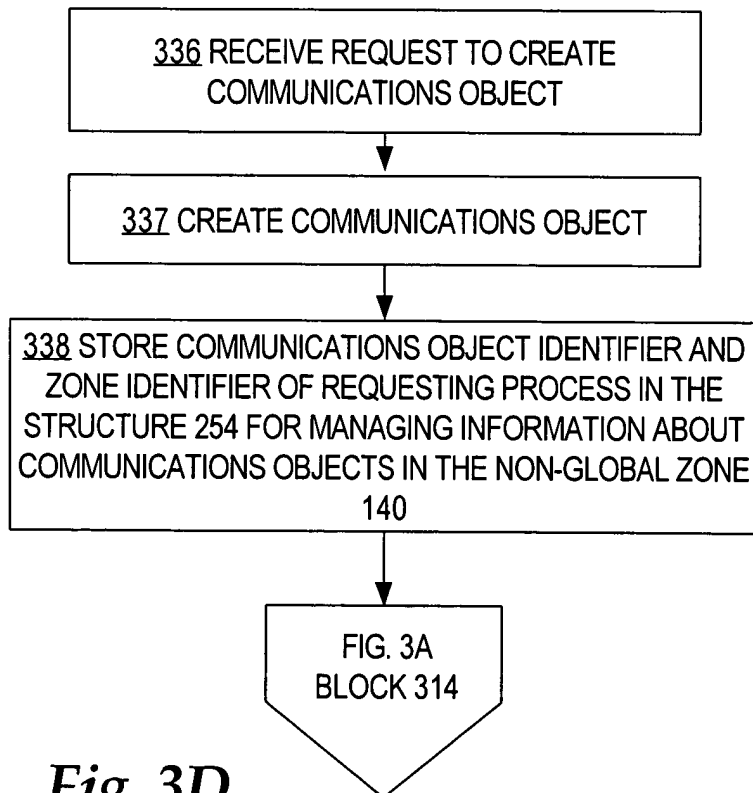 336 RECEIVE REQUEST TO CREATE
COMMUNICATIONS OBJECT
337 CREATE COMMUNICATIONS OBJECT
338 STORE COMMUNICATIONS OBJECT IDENTIFIER AND
ZONE IDENTIFIER OF REQUESTING PROCESS IN THE
STRUCTURE 254 FOR MANAGING INFORMATION ABOUT
COMMUNICATIONS OBJECTS IN THE NON-GLOBAL ZONE
140
FIG. 3A
BLOCK 314
Fig. 3D